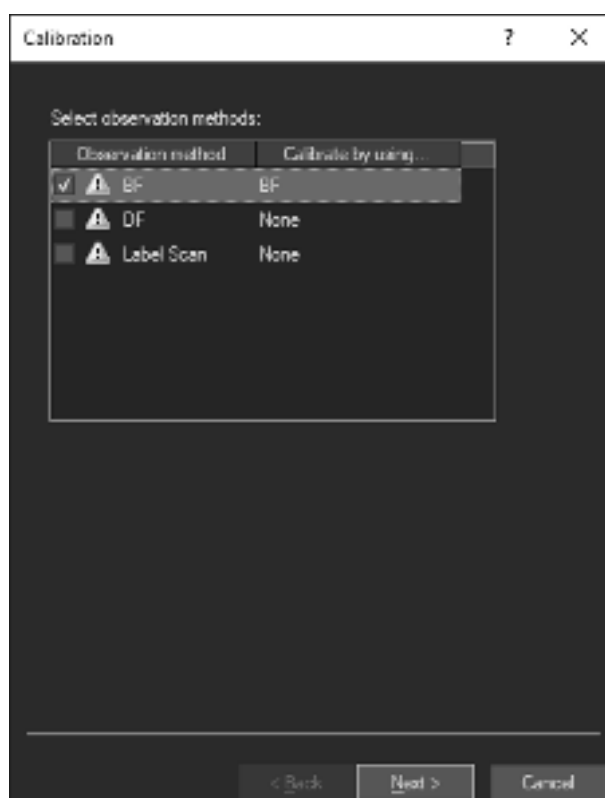 Calibration ? ×
Select observation methods:
Observation method Calibrate by using...
BF BF
DF None
Label Scan None
< Back Next > Cancel